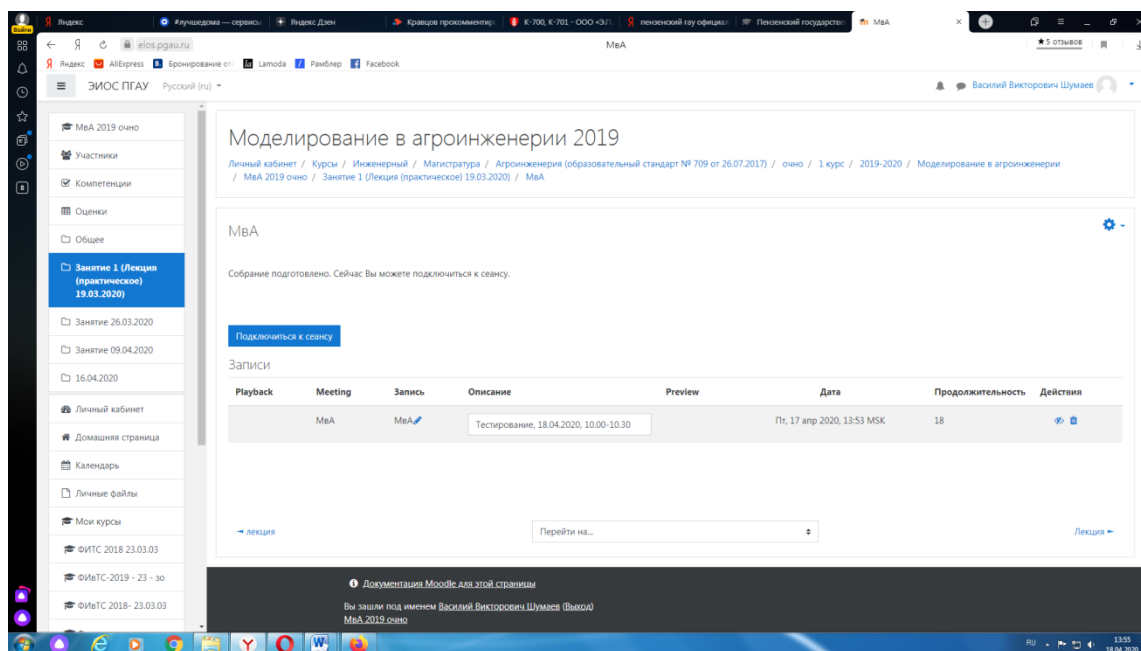 Войти
Яндекс
#лучшедома — сервисы
Яндекс Дзен
Кравцов прокомментир
К-700, К-701 - ООО «ЭЛ
пензенский гау официал
Пензенский государстве
МвА
eios.pgau.ru
МвА
★ 5 отзывов
Яндекс
AliExpress
Бронирование от
Lamoda
Рамблер
Facebook
ЭИОС ПГАУ
Русский (ru)
Василий Викторович Шумаев
МвА 2019 очно
Участники
Компетенции
Оценки
Общее
Занятие 1 (Лекция
(практическое)
19.03.2020)
Занятие 26.03.2020
Занятие 09.04.2020
16.04.2020
Личный кабинет
Домашняя страница
Календарь
Личные файлы
Мои курсы
ФИТС 2018 23.03.03
ФИвТС-2019 - 23 - зо
ФИвТС 2018- 23.03.03
Моделирование в агроинженерии 2019
Личный кабинет / Курсы / Инженерный / Магистратура / Агроинженерия (образовательный стандарт № 709 от 26.07.2017) / очно / 1 курс / 2019-2020 / Моделирование в агроинженерии
/ МвА 2019 очно / Занятие 1 (Лекция (практическое) 19.03.2020) / МвА
МвА
Собрание подготовлено. Сейчас Вы можете подключиться к сеансу.
Подключиться к сеансу
Записи
Playback Meeting Запись Описание Preview Дата Продолжительность Действия
МвА МвА Тестирование, 18.04.2020, 10.00-10.30 Пт, 17 апр 2020, 13:53 MSK 18
◄ лекция
Перейти на...
Лекция ►
Документация Moodle для этой страницы
Вы зашли под именем Василий Викторович Шумаев (Выход)
МвА 2019 очно
RU
13:55
18.04.2020